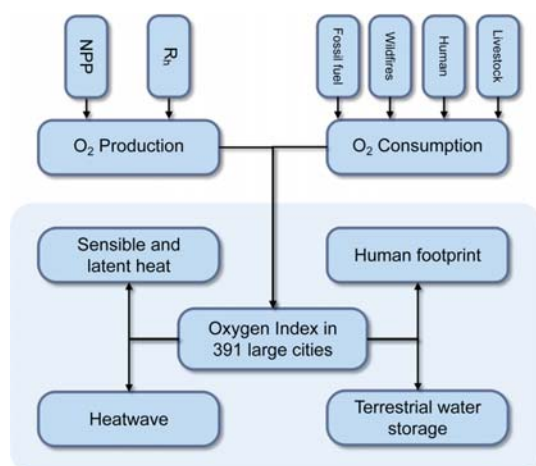 NPP
Rh
Fossil fuel
Wildfires
Human
Livestock
O₂ Production
O₂ Consumption
Sensible and
latent heat
Human footprint
Oxygen Index in
391 large cities
Heatwave
Terrestrial water
storage